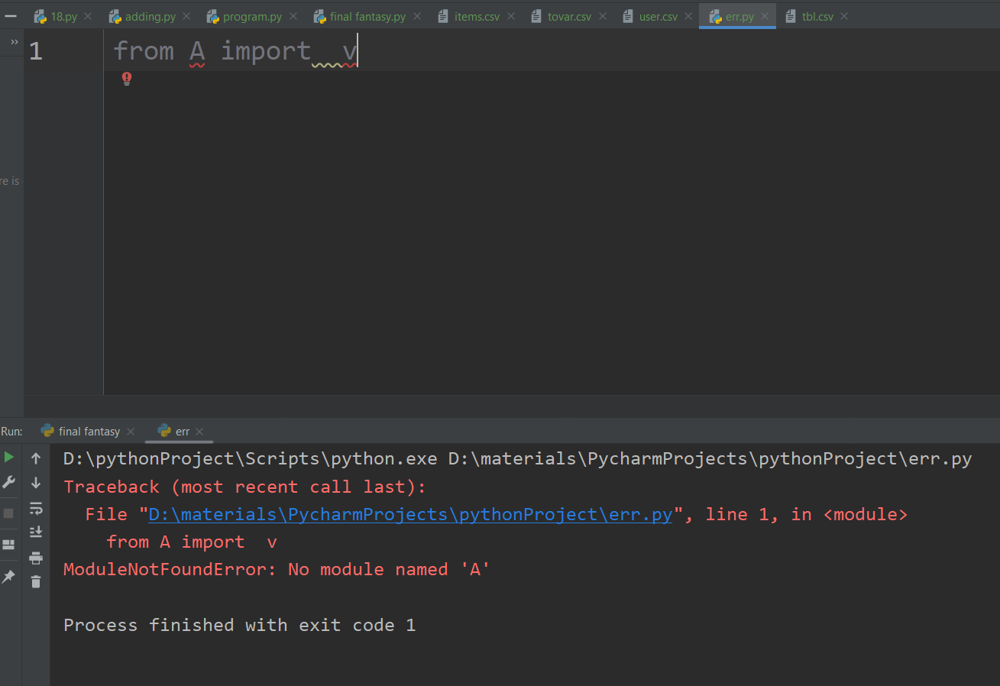 18.py adding.py program.py final fantasy.py items.csv tovar.csv user.csv err.py tbl.csv
1 from A import  v
re is
Run: final fantasy err
D:\pythonProject\Scripts\python.exe D:\materials\PycharmProjects\pythonProject\err.py
Traceback (most recent call last):
  File "D:\materials\PycharmProjects\pythonProject\err.py", line 1, in <module>
    from A import  v
ModuleNotFoundError: No module named 'A'
Process finished with exit code 1